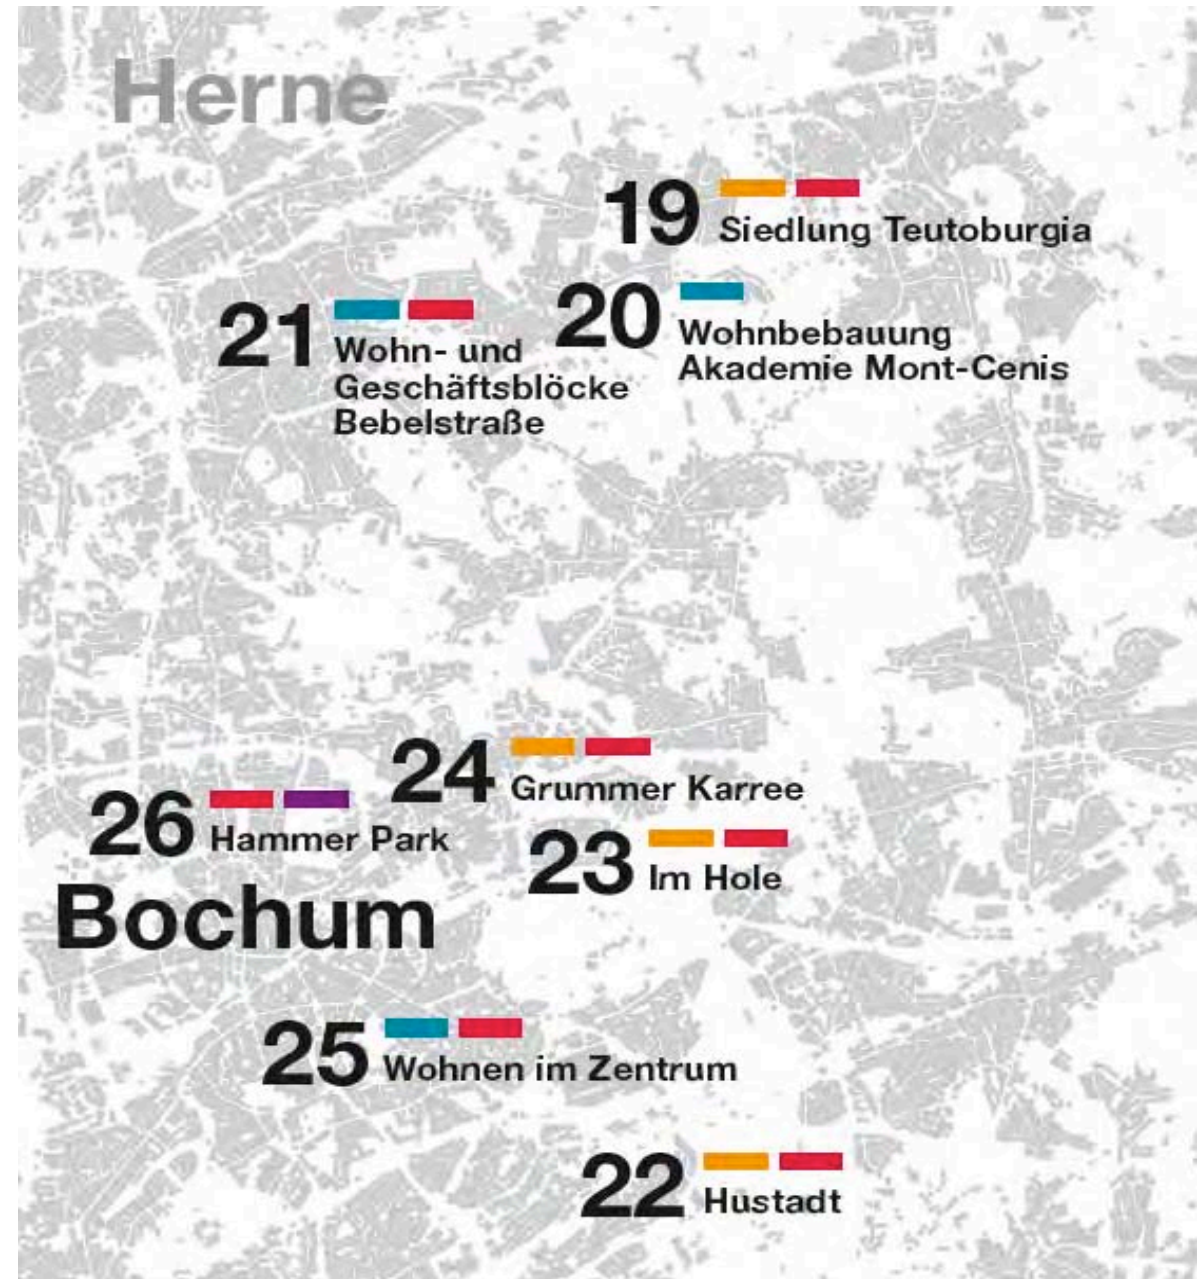 Herne
19
Siedlung Teutoburgia
20
Wohnbebauung
Akademie Mont-Cenis
21
Wohn- und
Geschäftsblöcke
Bebelstraße
24
Grummer Karree
26
Hammer Park
23
Im Hole
Bochum
25
Wohnen im Zentrum
22
Hustadt